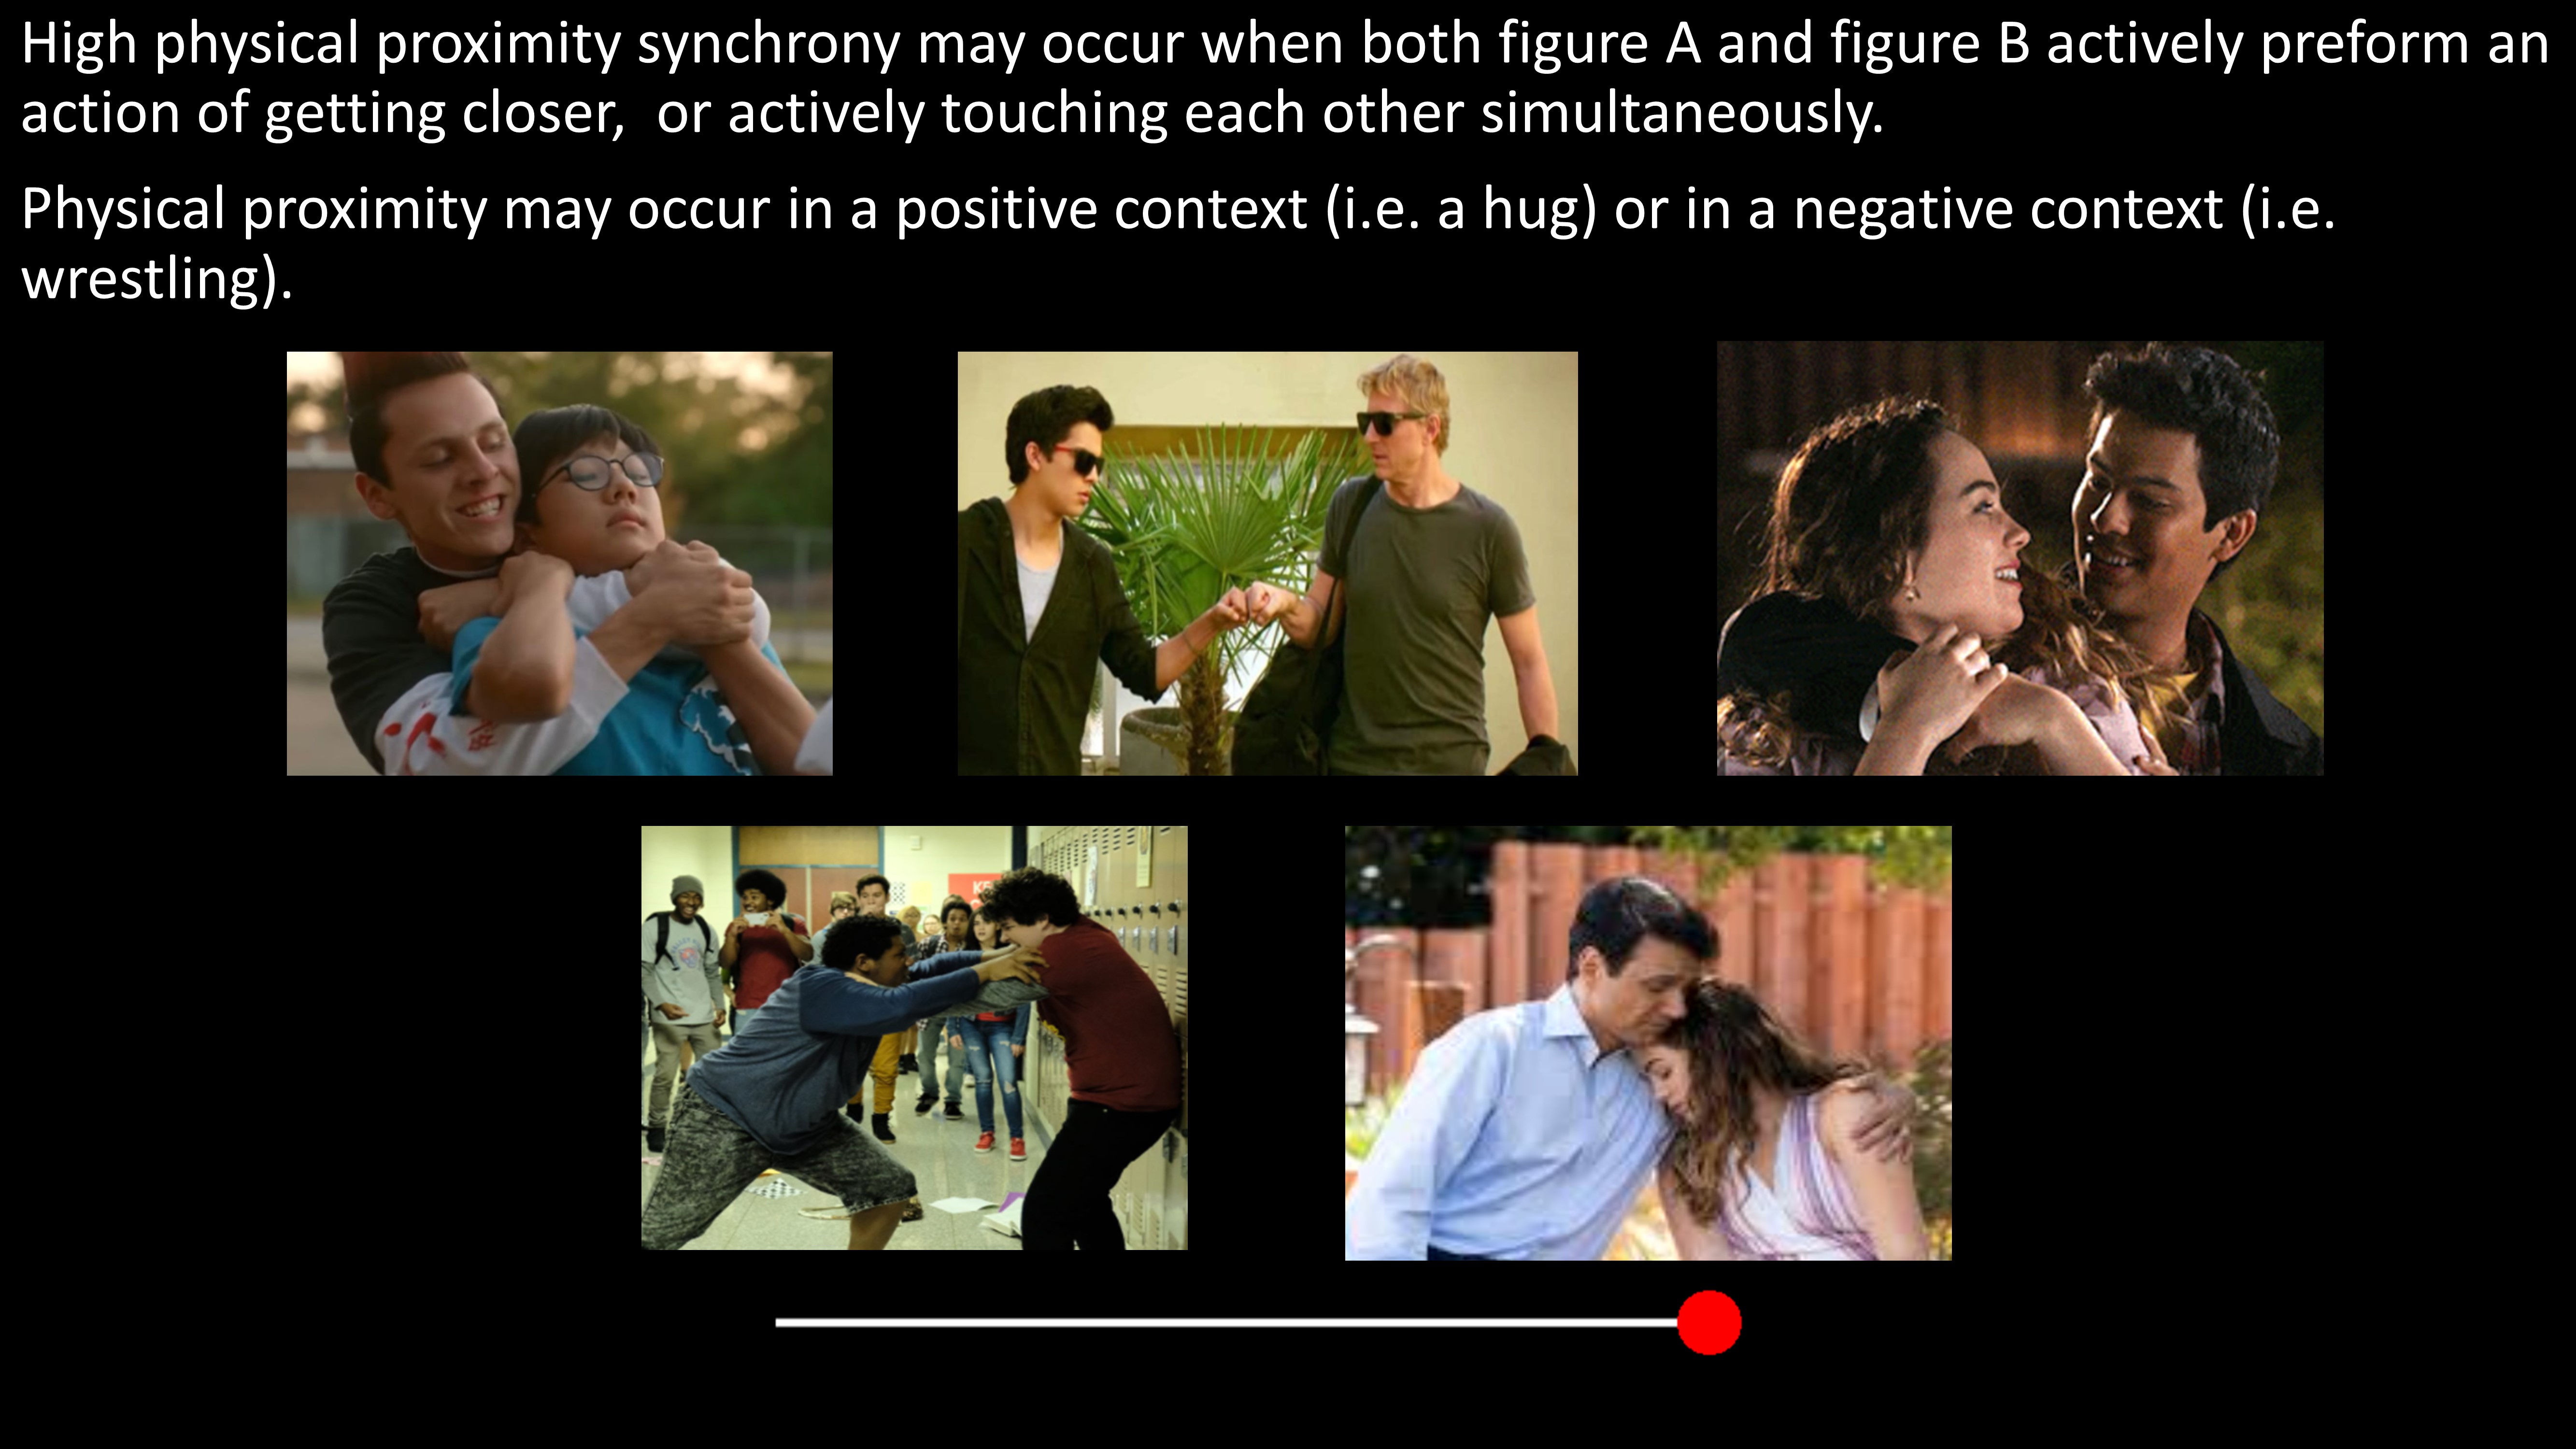 High physical proximity synchrony may occur when both figure A and figure B actively preform an
action of getting closer,  or actively touching each other simultaneously.
Physical proximity may occur in a positive context (i.e. a hug) or in a negative context (i.e.
wrestling).